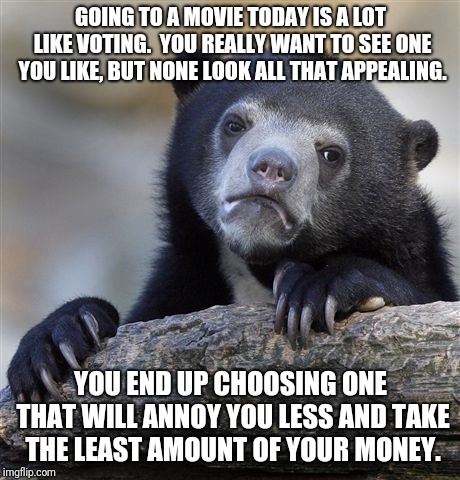 GOING TO A MOVIE TODAY IS A LOT
LIKE VOTING. YOU REALLY WANT TO SEE ONE
YOU LIKE, BUT NONE LOOK ALL THAT APPEALING.
YOU END UP CHOOSING ONE
THAT WILL ANNOY YOU LESS AND TAKE
THE LEAST AMOUNT OF YOUR MONEY.
imgflip.com